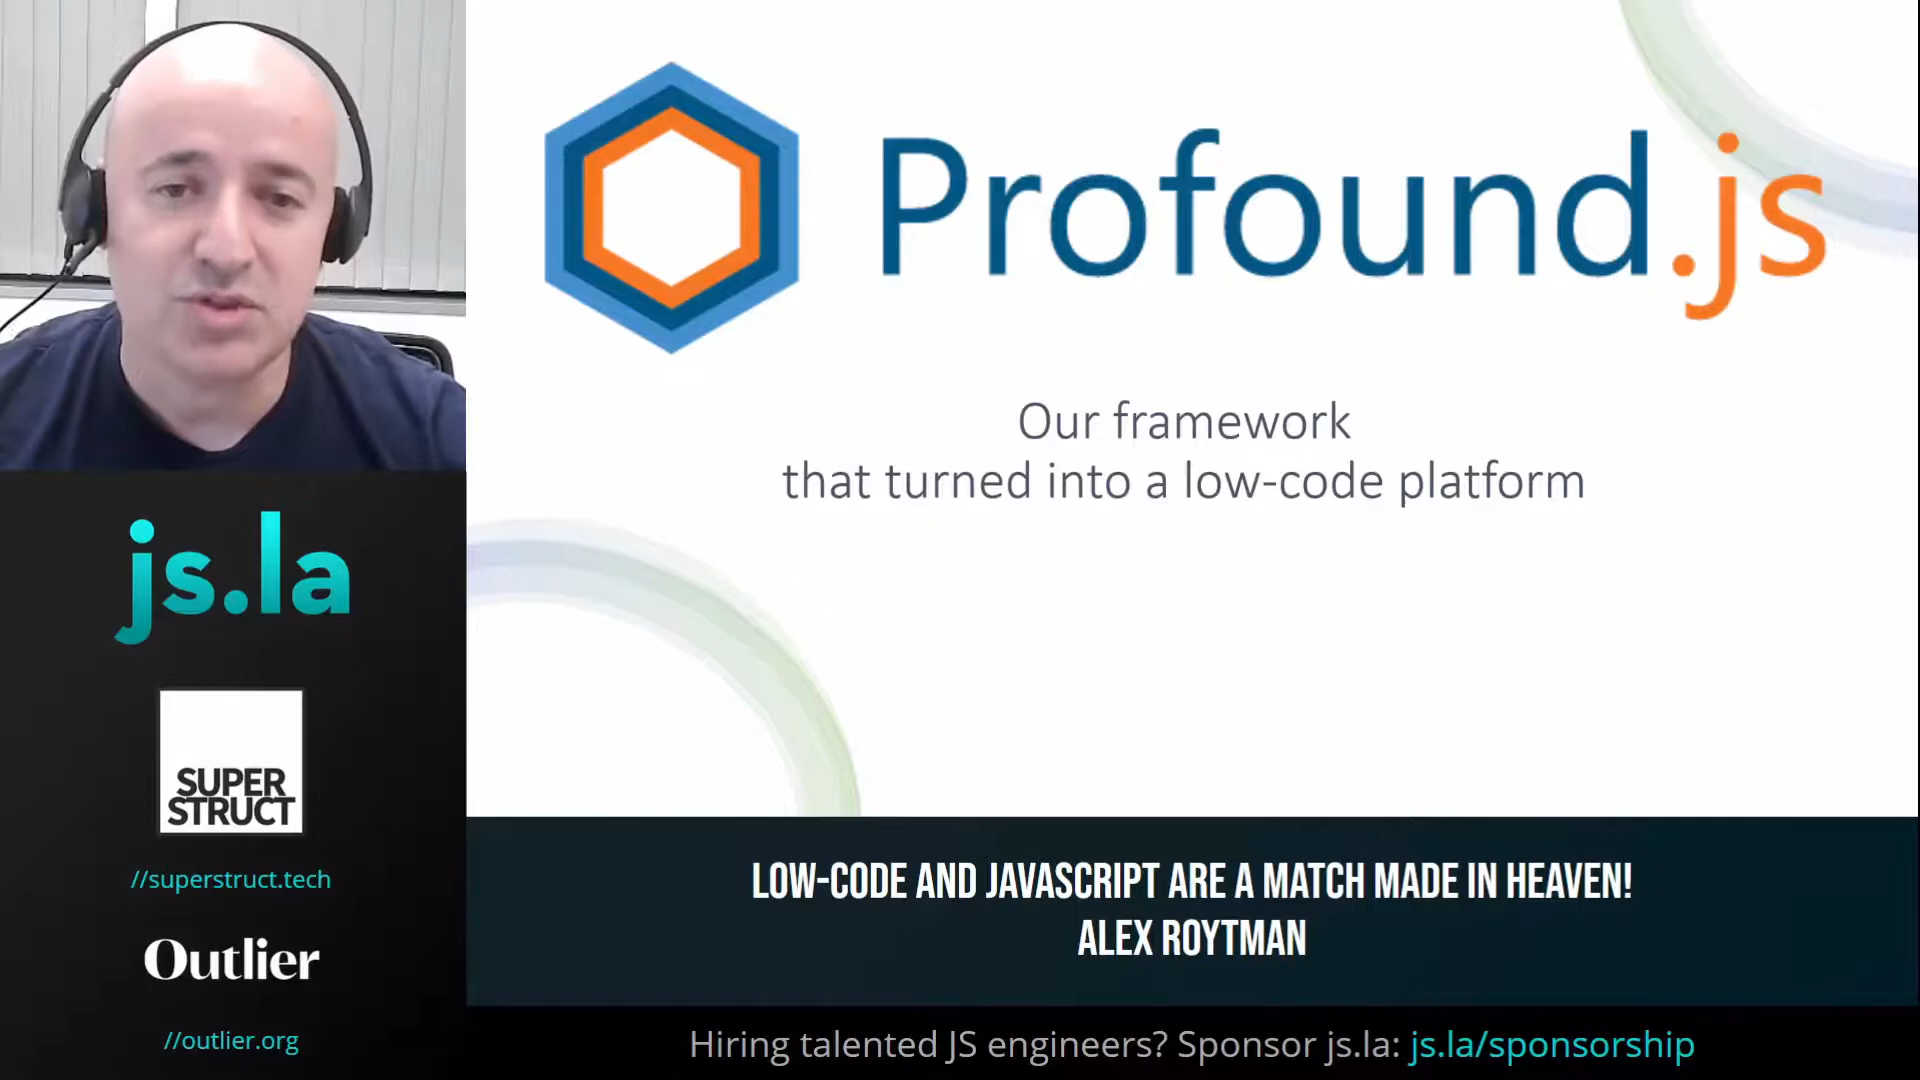 Profound.js
Our framework
that turned into a low-code platform
js.la
SUPER
STRUCT
//superstruct.tech
Outlier
//outlier.org
LOW-CODE AND JAVASCRIPT ARE A MATCH MADE IN HEAVEN!
ALEX ROYTMAN
Hiring talented JS engineers? Sponsor js.la: js.la/sponsorship